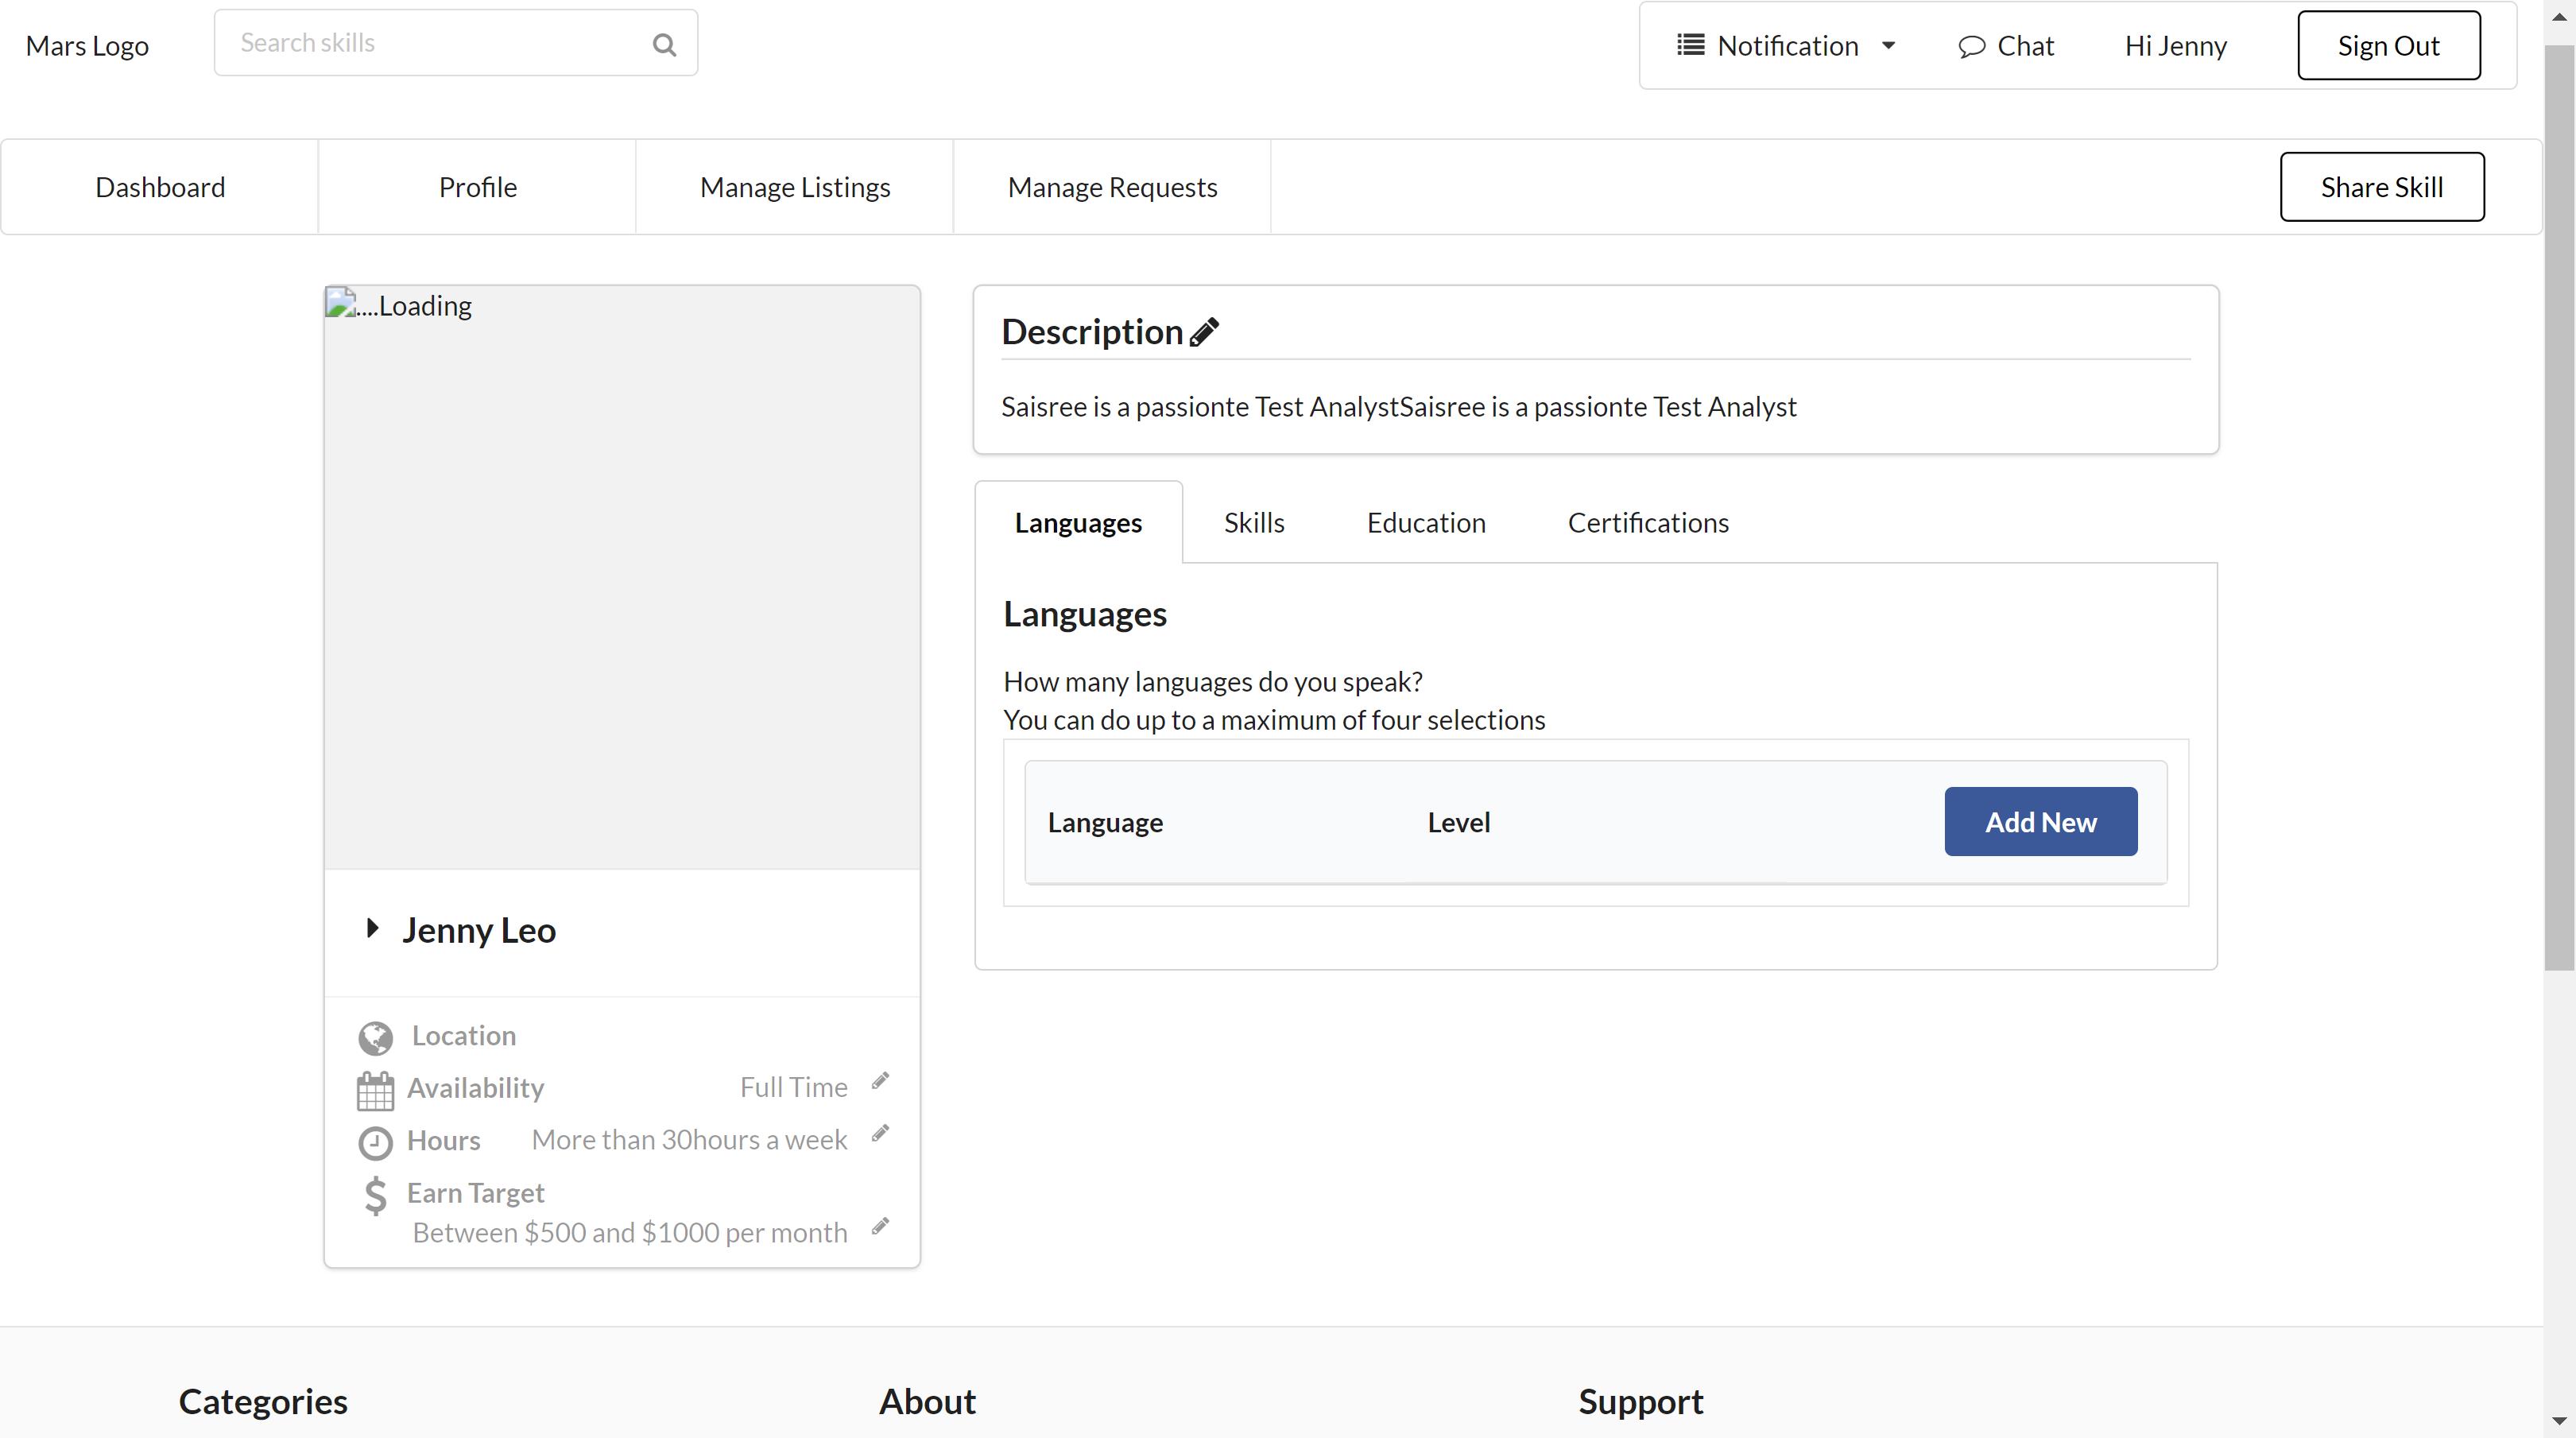 Mars Logo
Search skills
Notification
Chat
Hi Jenny
Sign Out
Dashboard
Profile
Manage Listings
Manage Requests
Share Skill
....Loading
Jenny Leo
Location
Availability Full Time
Hours More than 30hours a week
Earn Target
Between $500 and $1000 per month
Description
Saisree is a passionte Test AnalystSaisree is a passionte Test Analyst
Languages
Skills
Education
Certifications
Languages
How many languages do you speak?
You can do up to a maximum of four selections
Language Level Add New
Categories
About
Support